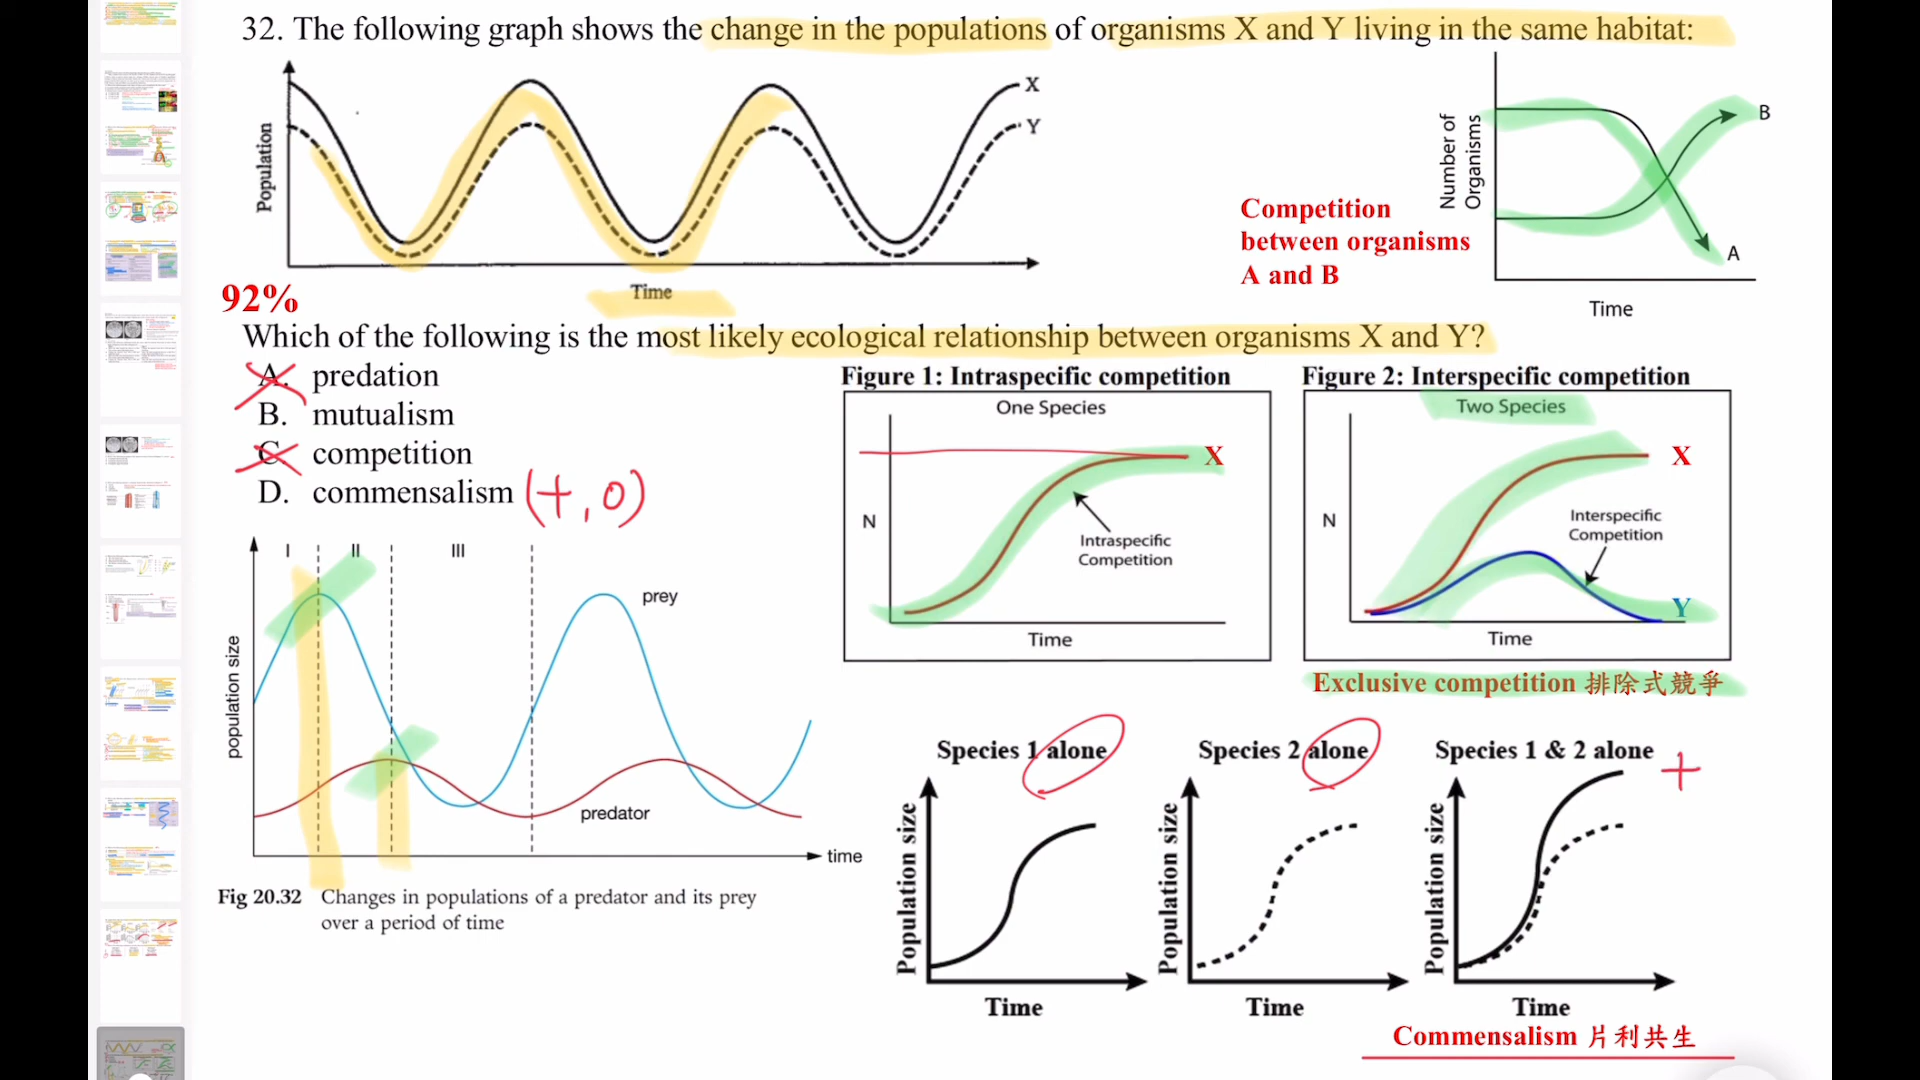 32. The following graph shows the change in the populations of organisms X and Y living in the same habitat:
Population
X
Y
Time
Number of
Organisms
B
A
Time
Competition
between organisms
A and B
92%
Which of the following is the most likely ecological relationship between organisms X and Y?
A. predation
B. mutualism
C. competition
D. commensalism (+, 0)
Figure 1: Intraspecific competition
One Species
N
X
Intraspecific
Competition
Time
Figure 2: Interspecific competition
Two Species
N
X
Interspecific
Competition
Y
Time
Exclusive competition 排除式競爭
I II III
population size
prey
predator
time
Fig 20.32 Changes in populations of a predator and its prey
over a period of time
Species 1 alone
Population size
Time
Species 2 alone
Population size
Time
Species 1 & 2 alone +
Population size
Time
Commensalism 片利共生